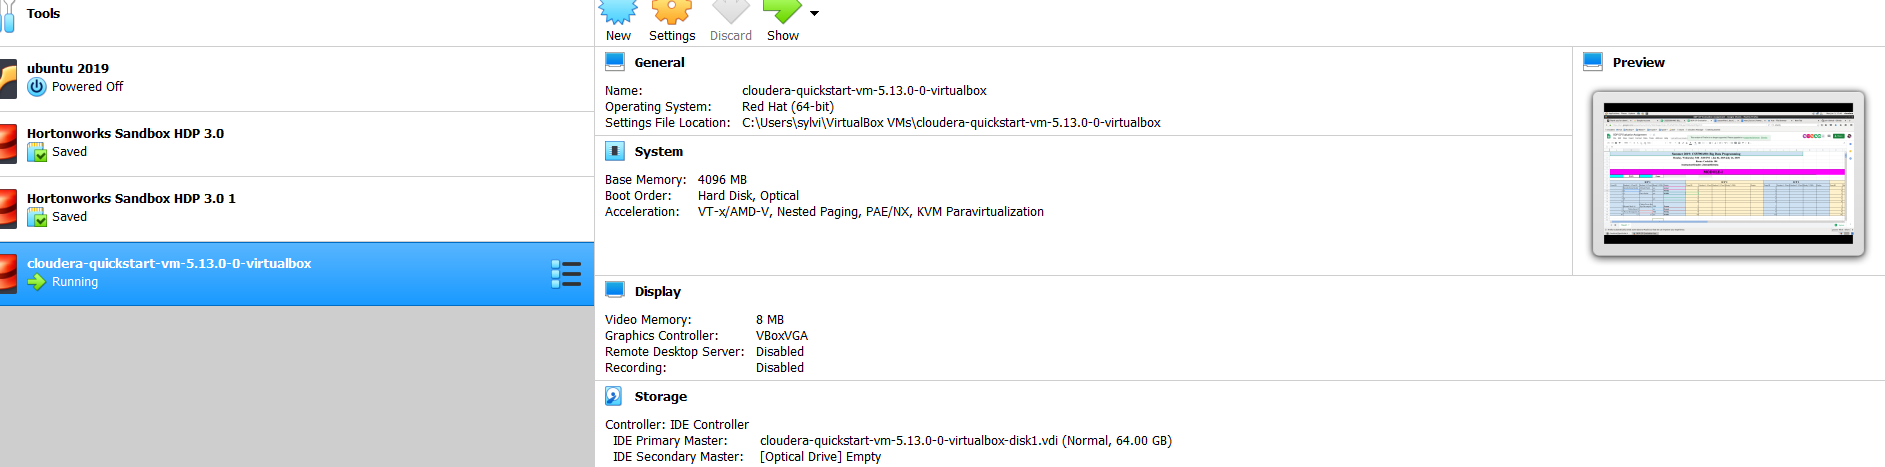 Tools
ubuntu 2019
Powered Off
Hortonworks Sandbox HDP 3.0
Saved
Hortonworks Sandbox HDP 3.0 1
Saved
cloudera-quickstart-vm-5.13.0-0-virtualbox
Running
New Settings Discard Show
General
Name: cloudera-quickstart-vm-5.13.0-0-virtualbox
Operating System: Red Hat (64-bit)
Settings File Location: C:\Users\sylvi\VirtualBox VMs\cloudera-quickstart-vm-5.13.0-0-virtualbox
System
Base Memory: 4096 MB
Boot Order: Hard Disk, Optical
Acceleration: VT-x/AMD-V, Nested Paging, PAE/NX, KVM Paravirtualization
Display
Video Memory: 8 MB
Graphics Controller: VBoxVGA
Remote Desktop Server: Disabled
Recording: Disabled
Storage
Controller: IDE Controller
IDE Primary Master: cloudera-quickstart-vm-5.13.0-0-virtualbox-disk1.vdi (Normal, 64.00 GB)
IDE Secondary Master: [Optical Drive] Empty
Preview